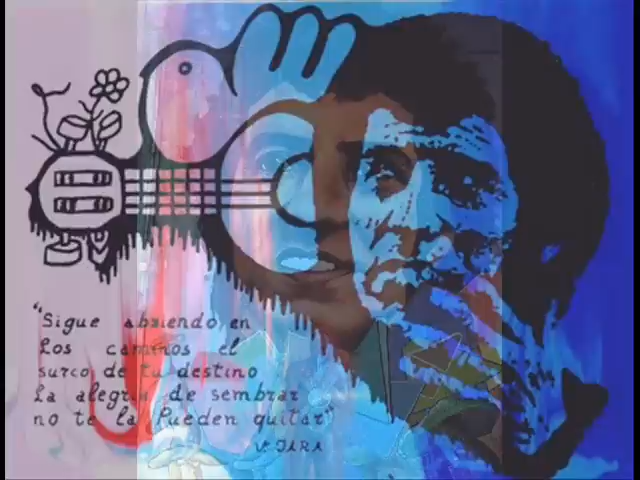 "Sigue abriendo en
Los caminos el
surco de tu destino
La alegria de sembrar
no te la Pueden quitar"
V. JARA